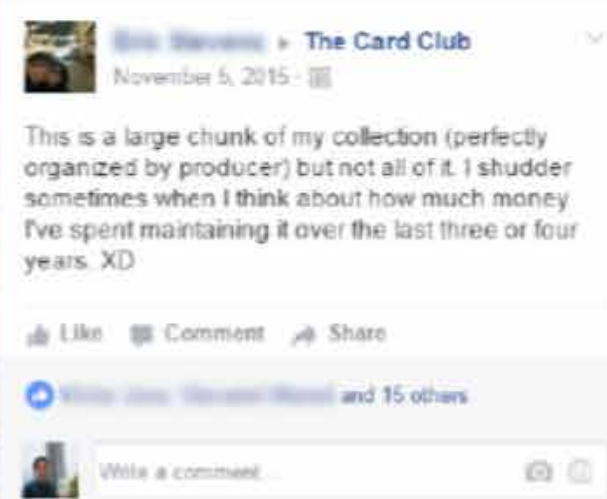 The Card Club
November 5, 2015
This is a large chunk of my collection (perfectly
organized by producer) but not all of it. I shudder
sometimes when I think about how much money
I've spent maintaining it over the last three or four
years. XD
Like Comment Share
and 15 others
Write a comment...